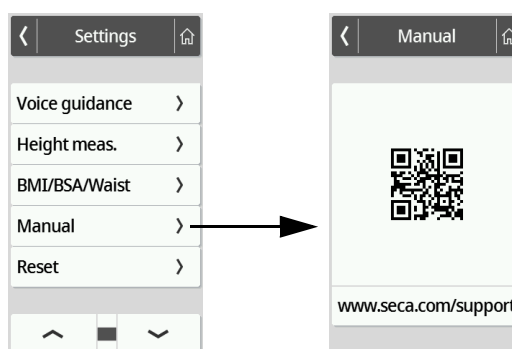 Settings
Voice guidance
Height meas.
BMI/BSA/Waist
Manual
Reset
Manual
www.seca.com/support